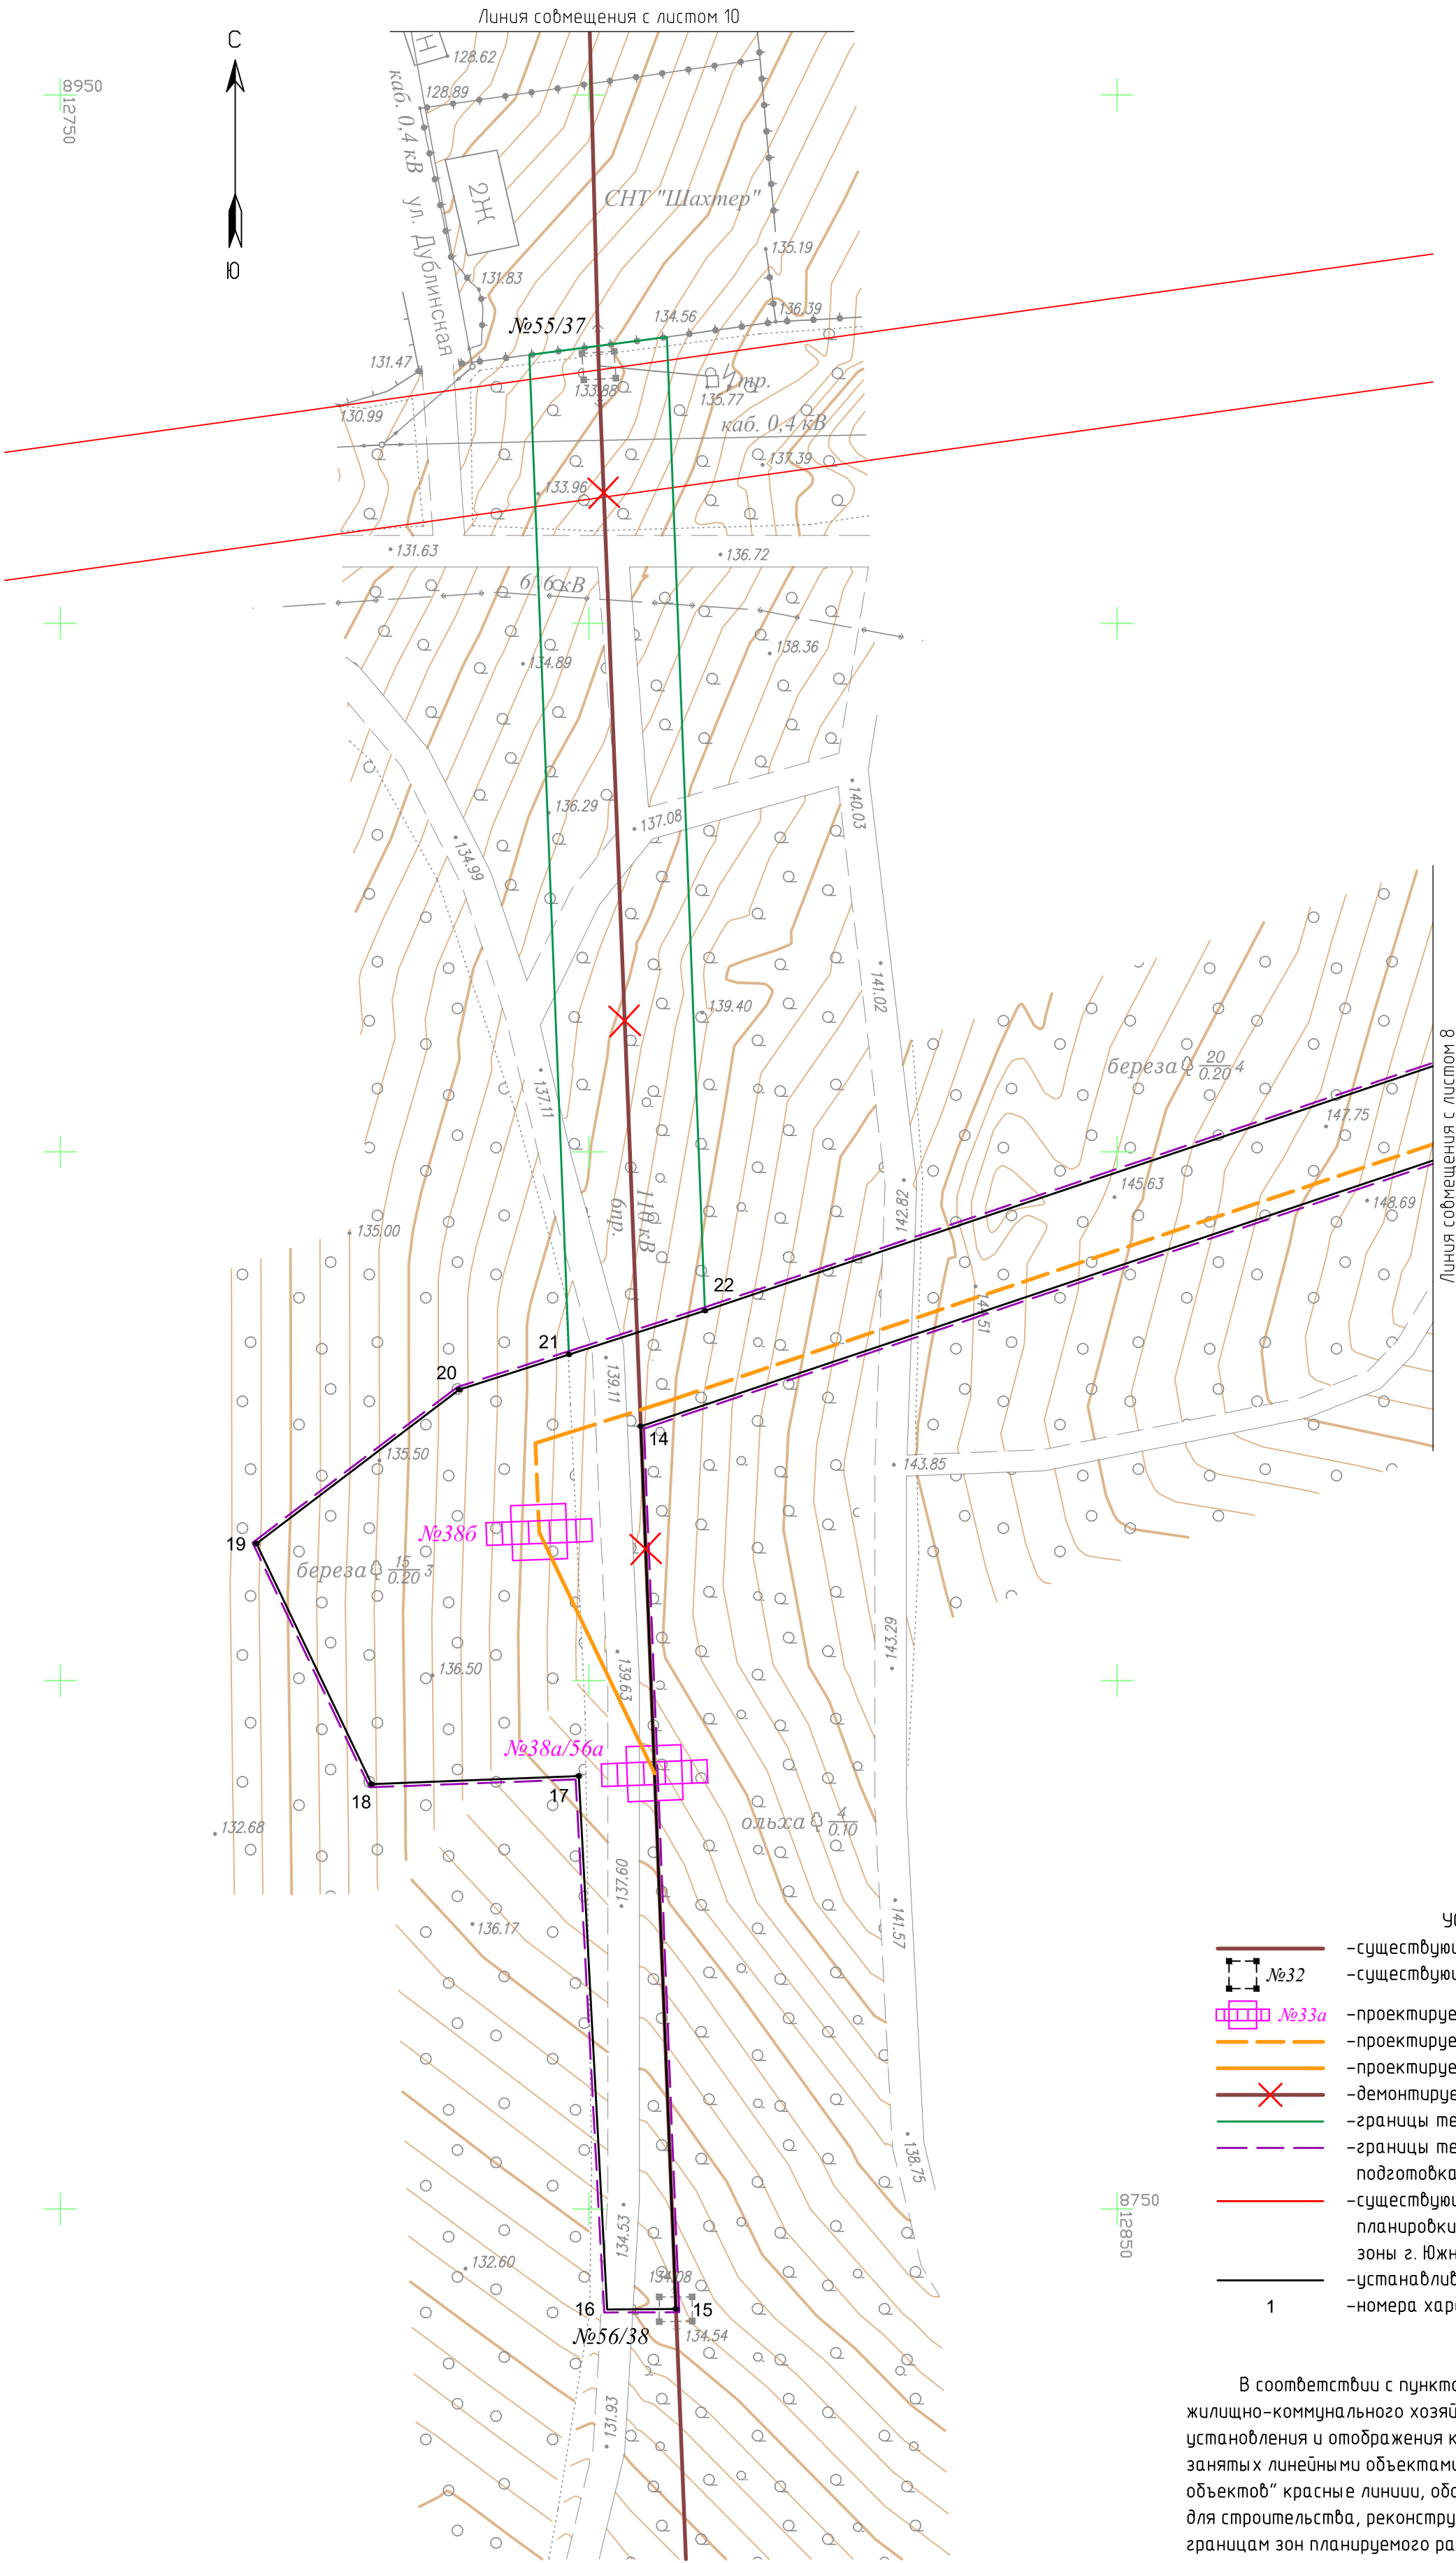 Линия совмещения с листом 10
С
Ю
8950
12750
Н
128.62
128.89
каб. 0,4 кВ
ул. Дублинская
2Ж
СНТ "Шахтер"
135.19
131.83
136.39
134.56
№55/37
131.47
133.88
тр.
135.77
130.99
каб. 0,4 кВ
137.39
133.96
131.63
136.72
138.36
134.89
140.03
136.29
137.08
134.99
141.02
139.40
Линия совмещения с листом 8
береза 20 0.20 4
137.11
147.75
145.63
148.69
142.82
110 кВ
6пр.
135.00
22
141.51
21
20
139.11
14
135.50
143.85
№38б
19
береза 15 0.20 3
143.29
136.50
139.63
№38а/56а
17
18
132.68
ольха 4 0.10
137.60
136.17
141.57
-существую
№32
-существую
№33а
-проектируе
-проектируе
-проектируе
-демонтируе
-границы те
-границы те
подготовка
138.75
8750
12850
-существую
планировки
зоны г. Южн
134.53
132.60
134.08
-устанавлив
16
15
1
-номера хар
№56/38
134.54
131.93
В соответствии с пункто
жилищно-коммунального хозяй
установления и отображения к
занятых линейными объектами
объектов" красные линиии, обо
для строительства, реконстру
границам зон планируемого ра